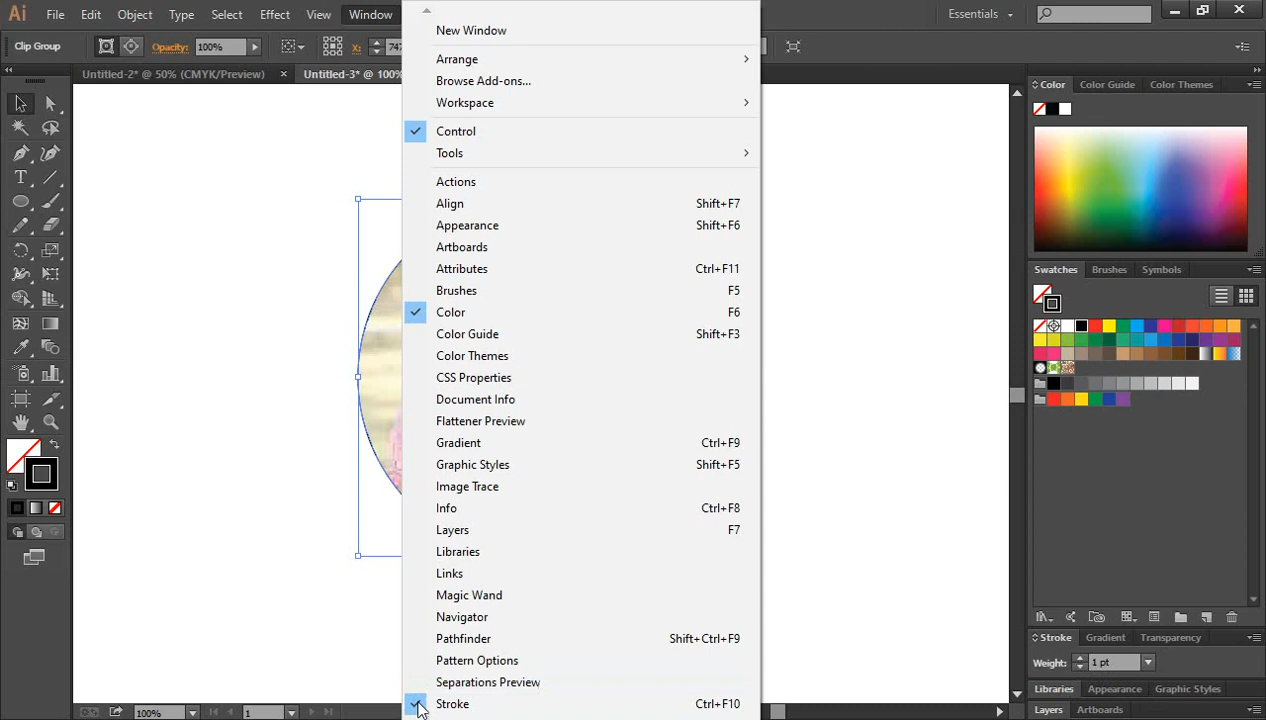 Ai File Edit Object Type Select Effect View Window
Essentials
Clip Group Opacity: 100% X: 747
Untitled-2* @ 50% (CMYK/Preview) × Untitled-3* @ 100%
New Window
Arrange
Browse Add-ons...
Workspace
Control
Tools
Actions
Align Shift+F7
Appearance Shift+F6
Artboards
Attributes Ctrl+F11
Brushes F5
Color F6
Color Guide Shift+F3
Color Themes
CSS Properties
Document Info
Flattener Preview
Gradient Ctrl+F9
Graphic Styles Shift+F5
Image Trace
Info Ctrl+F8
Layers F7
Libraries
Links
Magic Wand
Navigator
Pathfinder Shift+Ctrl+F9
Pattern Options
Separations Preview
Stroke Ctrl+F10
Color Color Guide Color Themes
Swatches Brushes Symbols
Stroke Gradient Transparency
Weight: 1 pt
Libraries Appearance Graphic Styles
Layers Artboards
100% 1